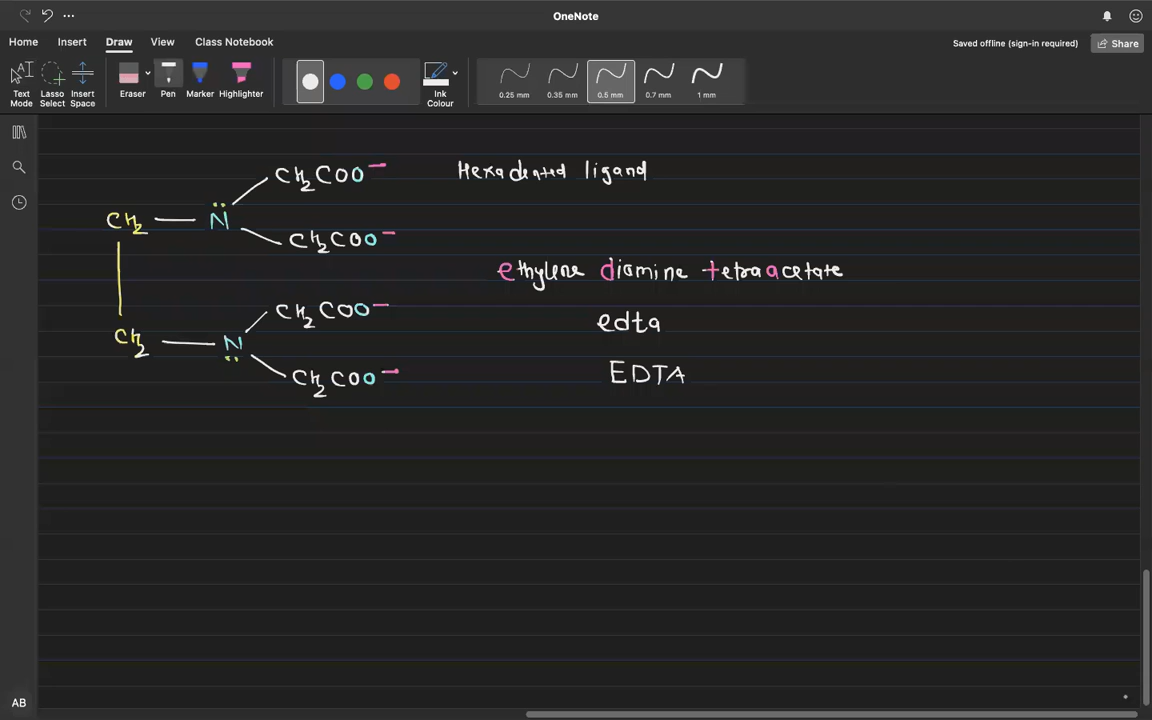 OneNote
Home Insert Draw View Class Notebook
Saved offline (sign-in required) Share
Text Mode
Lasso Select
Insert Space
Eraser
Pen
Marker
Highlighter
Ink Colour
0.25 mm
0.35 mm
0.5 mm
0.7 mm
1 mm
CH2COO⁻
Hexadented ligand
CH2 — N̈
CH2COO⁻
ethylene diamine tetraacetate
CH2COO⁻
edta
CH2 — N
CH2COO⁻
EDTA
AB